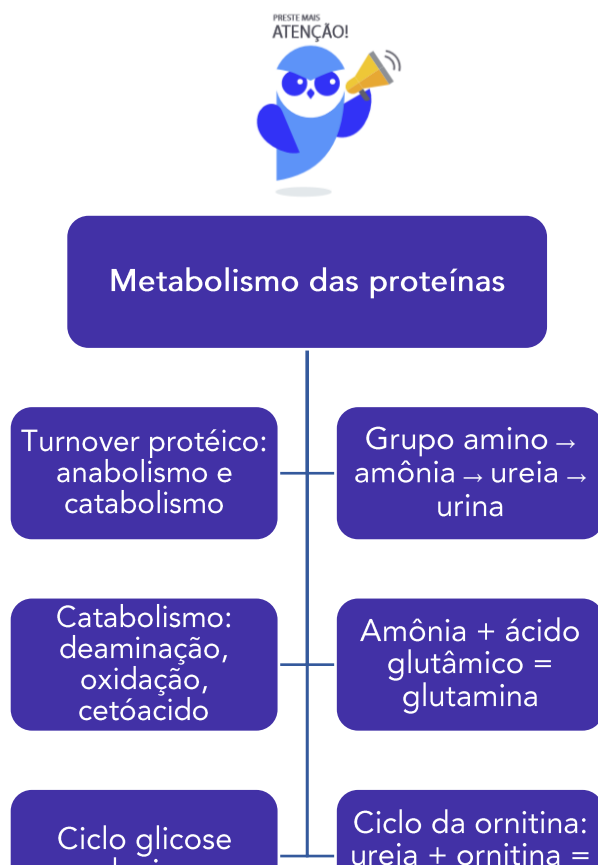 PRESTE MAIS
ATENÇÃO!
Metabolismo das proteínas
Turnover protéico:
anabolismo e
catabolismo
Grupo amino →
amônia → ureia →
urina
Catabolismo:
deaminação,
oxidação,
cetóacido
Amônia + ácido
glutâmico =
glutamina
Ciclo glicose
Ciclo da ornitina:
ureia + ornitina =